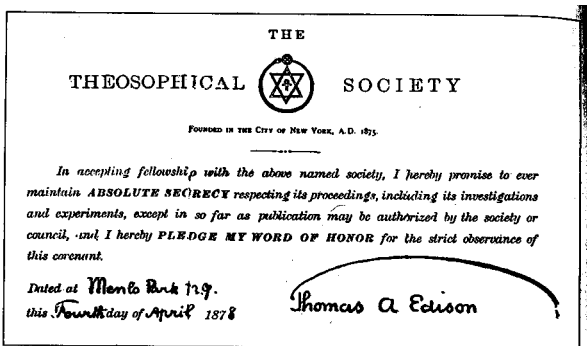 THE
THEOSOPHICAL SOCIETY
FOUNDED IN THE CITY OF NEW YORK, A.D. 1875.
In accepting fellowship with the above named society, I hereby promise to ever
maintain ABSOLUTE SECRECY respecting its proceedings, including its investigations
and experiments, except in so far as publication may be authorized by the society or
council, and I hereby PLEDGE MY WORD OF HONOR for the strict observance of
this covenant.
Dated at Menlo Park N.J.
this Fourth day of April 1878
Thomas A Edison